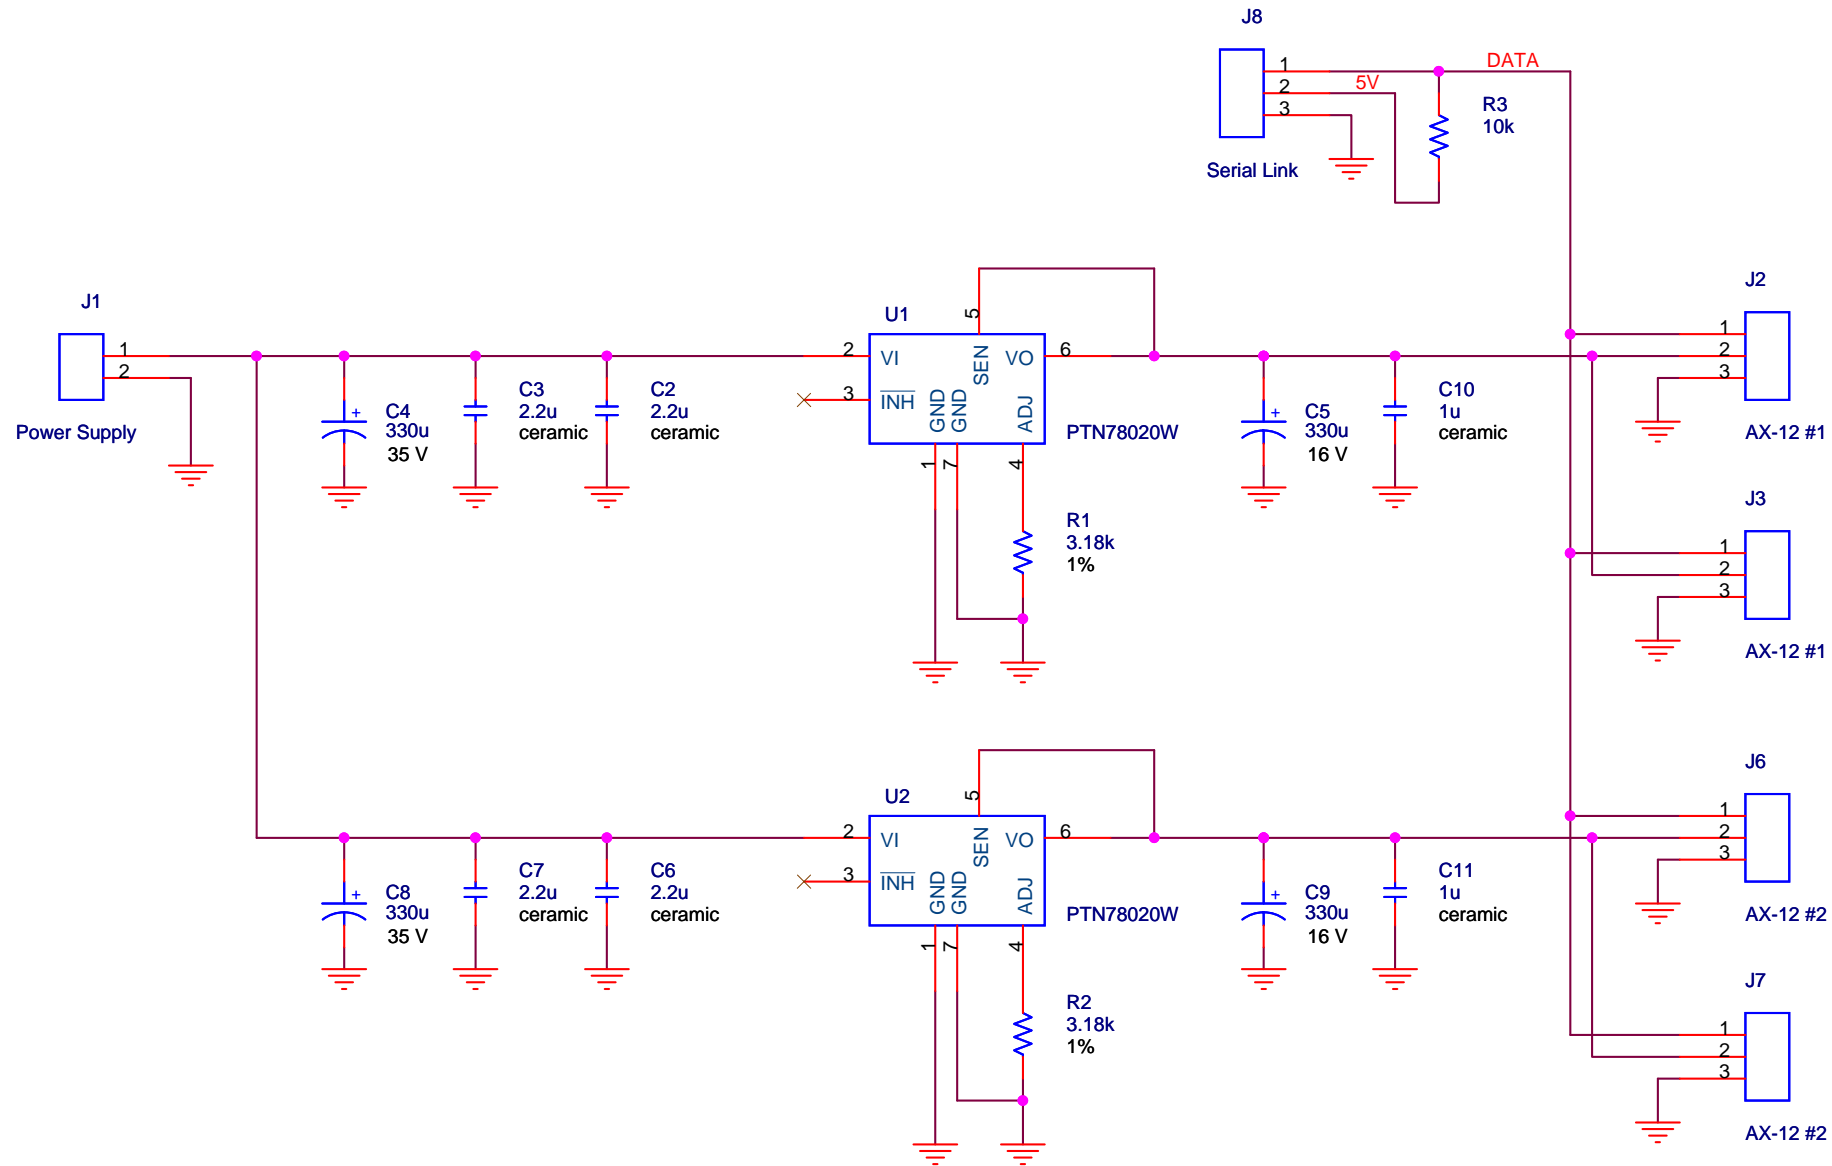 J8
1
DATA
2
5V
3
R3
10k
Serial Link
J1
1
2
Power Supply
C4
330u
35 V
C3
2.2u
ceramic
C2
2.2u
ceramic
U1
5
2
VI
SEN
VO
6
3
INH
GND
GND
ADJ
PTN78020W
1
7
4
R1
3.18k
1%
C5
330u
16 V
C10
1u
ceramic
J2
1
2
3
AX-12 #1
J3
1
2
3
AX-12 #1
C8
330u
35 V
C7
2.2u
ceramic
C6
2.2u
ceramic
U2
5
2
VI
SEN
VO
6
3
INH
GND
GND
ADJ
PTN78020W
1
7
4
R2
3.18k
1%
C9
330u
16 V
C11
1u
ceramic
J6
1
2
3
AX-12 #2
J7
1
2
3
AX-12 #2